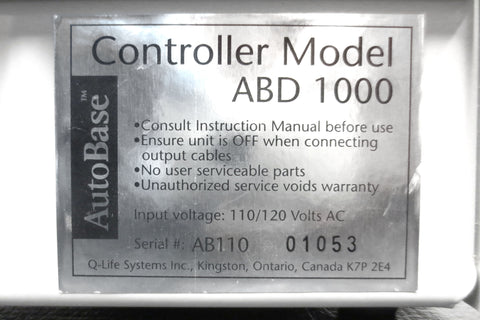 Controller Model
ABD 1000
AutoBase™
•Consult Instruction Manual before use
•Ensure unit is OFF when connecting
output cables
•No user serviceable parts
•Unauthorized service voids warranty
Input voltage: 110/120 Volts AC
Serial #: AB110 01053
Q-Life Systems Inc., Kingston, Ontario, Canada K7P 2E4